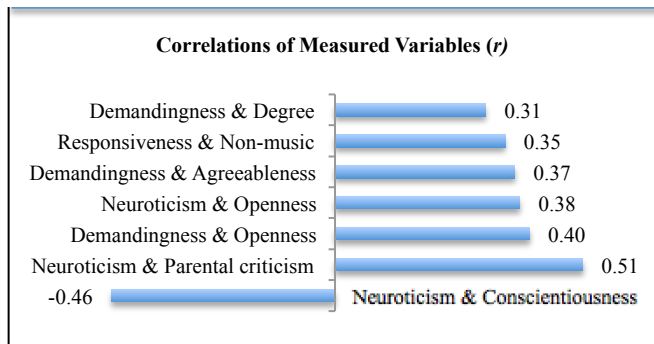 Correlations of Measured Variables (r)
Demandingness & Degree 0.31
Responsiveness & Non-music 0.35
Demandingness & Agreeableness 0.37
Neuroticism & Openness 0.38
Demandingness & Openness 0.40
Neuroticism & Parental criticism 0.51
-0.46 Neuroticism & Conscientiousness